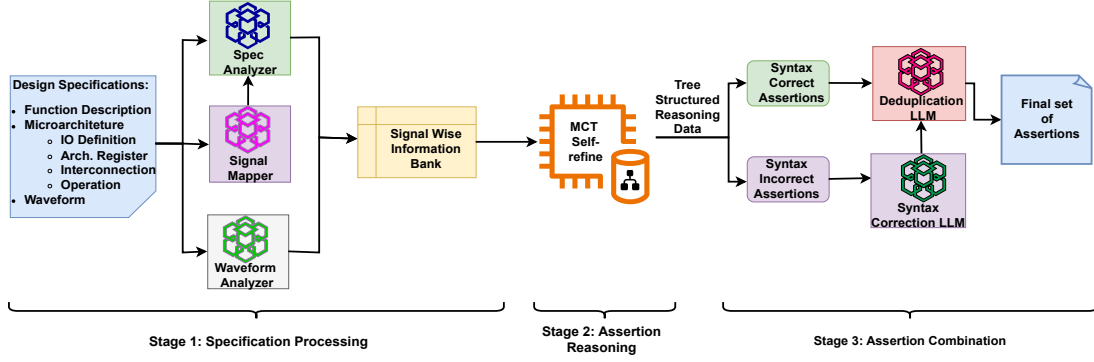 Design Specifications:
• Function Description
• Microarchiteture
○ IO Definition
○ Arch. Register
○ Interconnection
○ Operation
• Waveform
Spec
Analyzer
Signal
Mapper
Waveform
Analyzer
Signal Wise
Information
Bank
MCT
Self-
refine
Tree
Structured
Reasoning
Data
Syntax
Correct
Assertions
Syntax
Incorrect
Assertions
Deduplication
LLM
Syntax
Correction LLM
Final set
of
Assertions
Stage 1: Specification Processing
Stage 2: Assertion
Reasoning
Stage 3: Assertion Combination